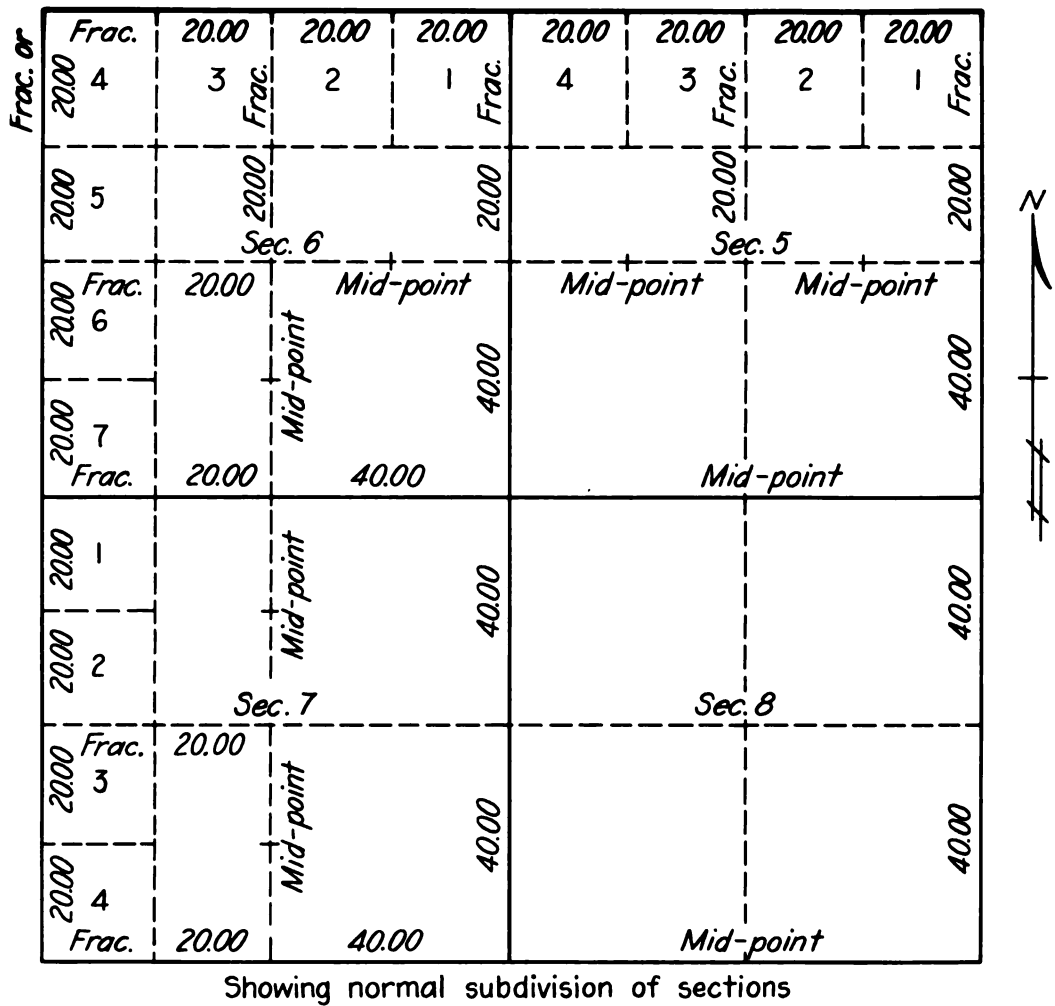 Frac. 20.00 20.00 20.00 20.00 20.00 20.00 20.00
Frac. or
20.00 4 3 Frac. 2 1 Frac. 4 3 Frac. 2 1 Frac.
20.00 5 20.00 20.00 20.00 20.00
Sec. 6 Sec. 5
Frac. 20.00 Mid-point Mid-point Mid-point
20.00 6 Mid-point 40.00 40.00
20.00 7
Frac. 20.00 40.00 Mid-point
20.00 1 Mid-point 40.00 40.00
20.00 2
Sec. 7 Sec. 8
Frac. 20.00
20.00 3 Mid-point 40.00 40.00
20.00 4
Frac. 20.00 40.00 Mid-point
N
Showing normal subdivision of sections